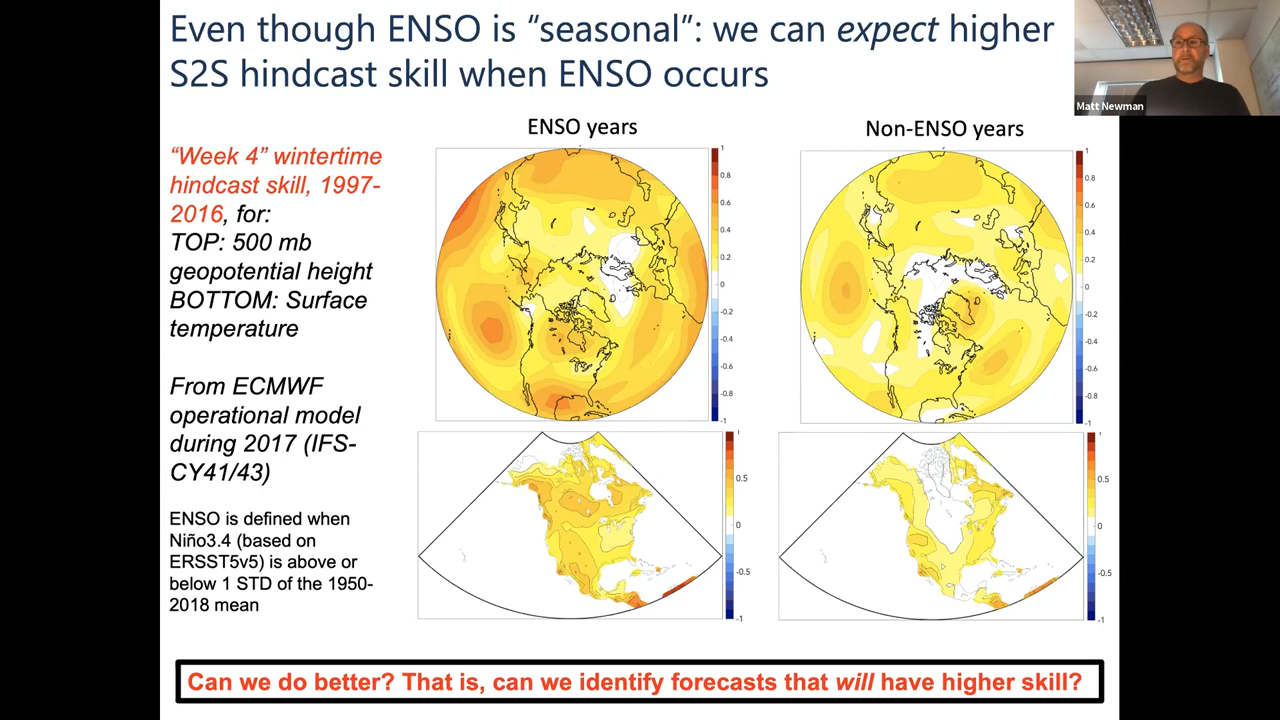 Even though ENSO is “seasonal”: we can expect higher
S2S hindcast skill when ENSO occurs
Matt Newman
ENSO years
Non-ENSO years
“Week 4” wintertime
hindcast skill, 1997-
2016, for:
TOP: 500 mb
geopotential height
BOTTOM: Surface
temperature
From ECMWF
operational model
during 2017 (IFS-
CY41/43)
ENSO is defined when
Niño3.4 (based on
ERSST5v5) is above or
below 1 STD of the 1950-
2018 mean
1
0.8
0.6
0.4
0.2
0
-0.2
-0.4
-0.6
-0.8
-1
1
0.8
0.6
0.4
0.2
0
-0.2
-0.4
-0.6
-0.8
-1
1
0.5
0
-0.5
-1
1
0.5
0
-0.5
-1
Can we do better? That is, can we identify forecasts that will have higher skill?